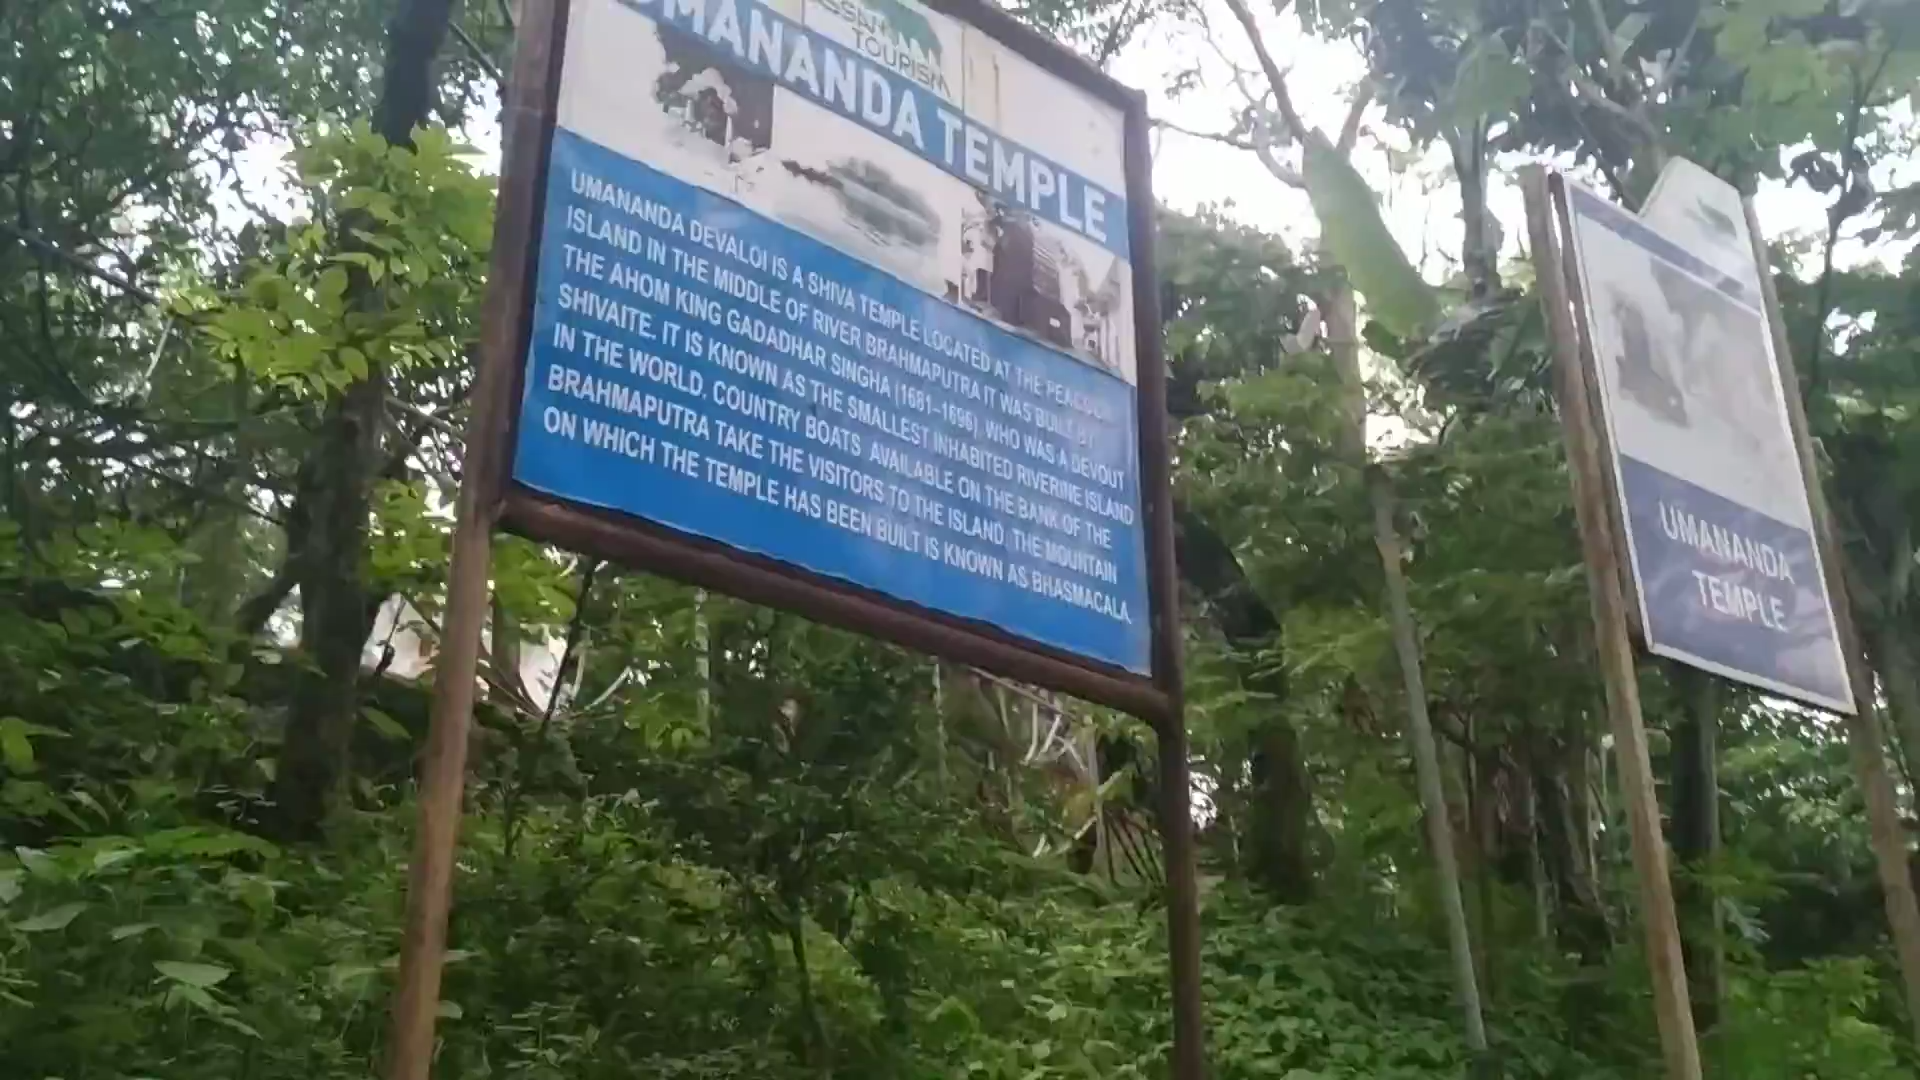 ASSAM
TOURISM
UMANANDA TEMPLE
UMANANDA DEVALOI IS A SHIVA TEMPLE LOCATED AT THE PEACOCK
ISLAND IN THE MIDDLE OF RIVER BRAHMAPUTRA IT WAS BUILT BY
THE AHOM KING GADADHAR SINGHA (1681-1696) WHO WAS A DEVOUT
SHIVAITE. IT IS KNOWN AS THE SMALLEST INHABITED RIVERINE ISLAND
IN THE WORLD. COUNTRY BOATS AVAILABLE ON THE BANK OF THE
BRAHMAPUTRA TAKE THE VISITORS TO THE ISLAND. THE MOUNTAIN
ON WHICH THE TEMPLE HAS BEEN BUILT IS KNOWN AS BHASMACALA.
UMANANDA
TEMPLE